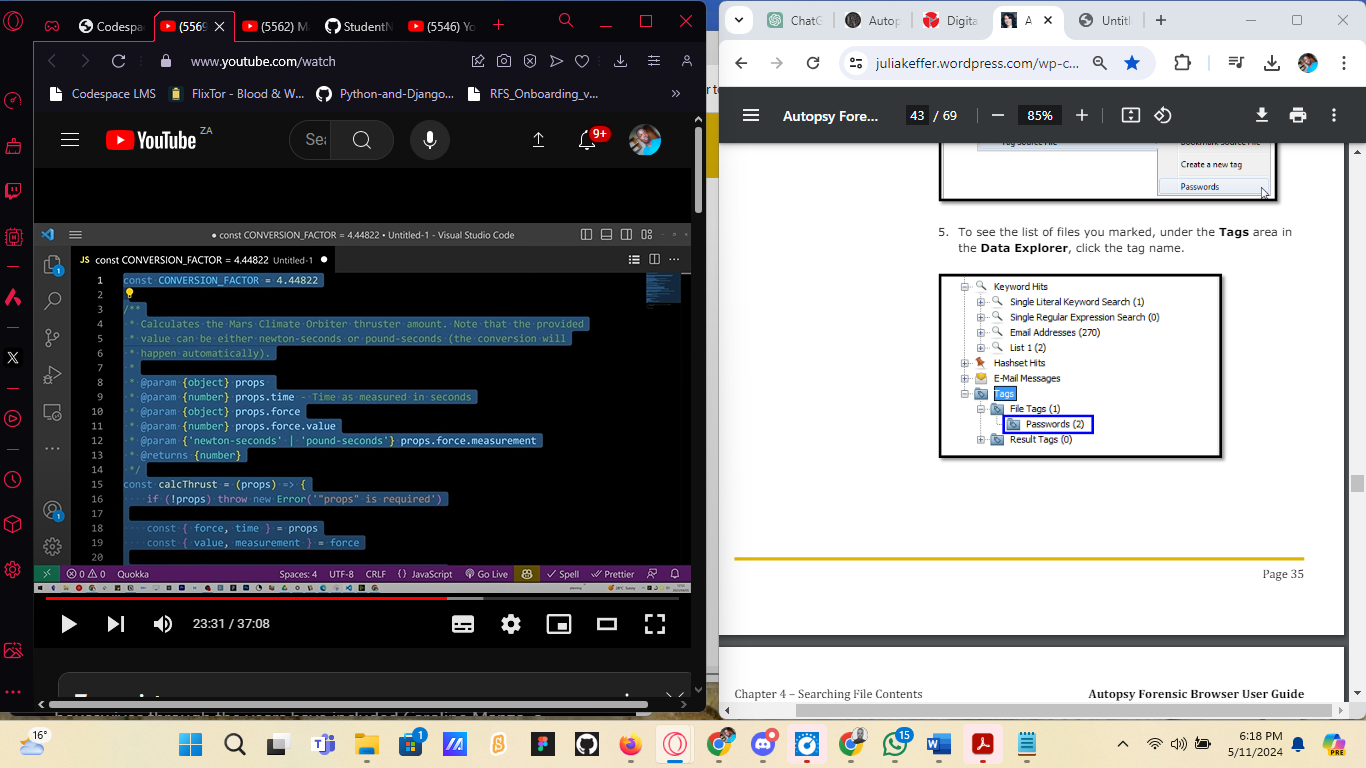 Codespa
(5569
(5562) M
StudentN
(5546) Yo
www.youtube.com/watch
Codespace LMS
FlixTor - Blood & W...
Python-and-Django...
RFS_Onboarding_v...
YouTube
ZA
Sea
9+
● const CONVERSION_FACTOR = 4.44822 • Untitled-1 - Visual Studio Code
JS const CONVERSION_FACTOR = 4.44822 Untitled-1 ●
1 const CONVERSION_FACTOR = 4.44822
2
3 /**
4 * Calculates the Mars Climate Orbiter thruster amount. Note that the provided
5 * value can be either newton-seconds or pound-seconds (the conversion will
6 * happen automatically).
7 *
8 * @param {object} props
9 * @param {number} props.time - Time as measured in seconds
10 * @param {object} props.force
11 * @param {number} props.force.value
12 * @param {'newton-seconds' | 'pound-seconds'} props.force.measurement
13 * @returns {number}
14 */
15 const calcThrust = (props) => {
16 if (!props) throw new Error('"props" is required')
17
18 const { force, time } = props
19 const { value, measurement } = force
20
0 0 Quokka Spaces: 4 UTF-8 CRLF {} JavaScript Go Live Spell Prettier
23:31 / 37:08
ChatG
Autop
Digita
A
Untitl
juliakeffer.wordpress.com/wp-c...
Autopsy Fore...
43 / 69
85%
Create a new tag
Passwords
5. To see the list of files you marked, under the Tags area in
the Data Explorer, click the tag name.
Keyword Hits
Single Literal Keyword Search (1)
Single Regular Expression Search (0)
Email Addresses (270)
List 1 (2)
Hashset Hits
E-Mail Messages
Tags
File Tags (1)
Passwords (2)
Result Tags (0)
Page 35
Chapter 4 – Searching File Contents
Autopsy Forensic Browser User Guide
16°
1
15
6:18 PM
5/11/2024
PRE